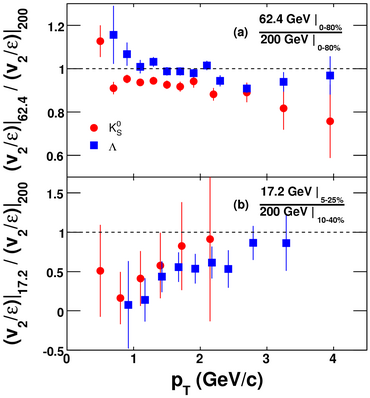 (v₂/ε)|₆₂.₄ / (v₂/ε)|₂₀₀
1.2
1
0.8
0.6
(a)
62.4 GeV |0-80%
200 GeV |0-80%
K⁰S
Λ
(v₂/ε)|₁₇.₂ / (v₂/ε)|₂₀₀
1.5
1
0.5
0
-0.5
(b)
17.2 GeV |5-25%
200 GeV |10-40%
0 1 2 3 4
pT (GeV/c)